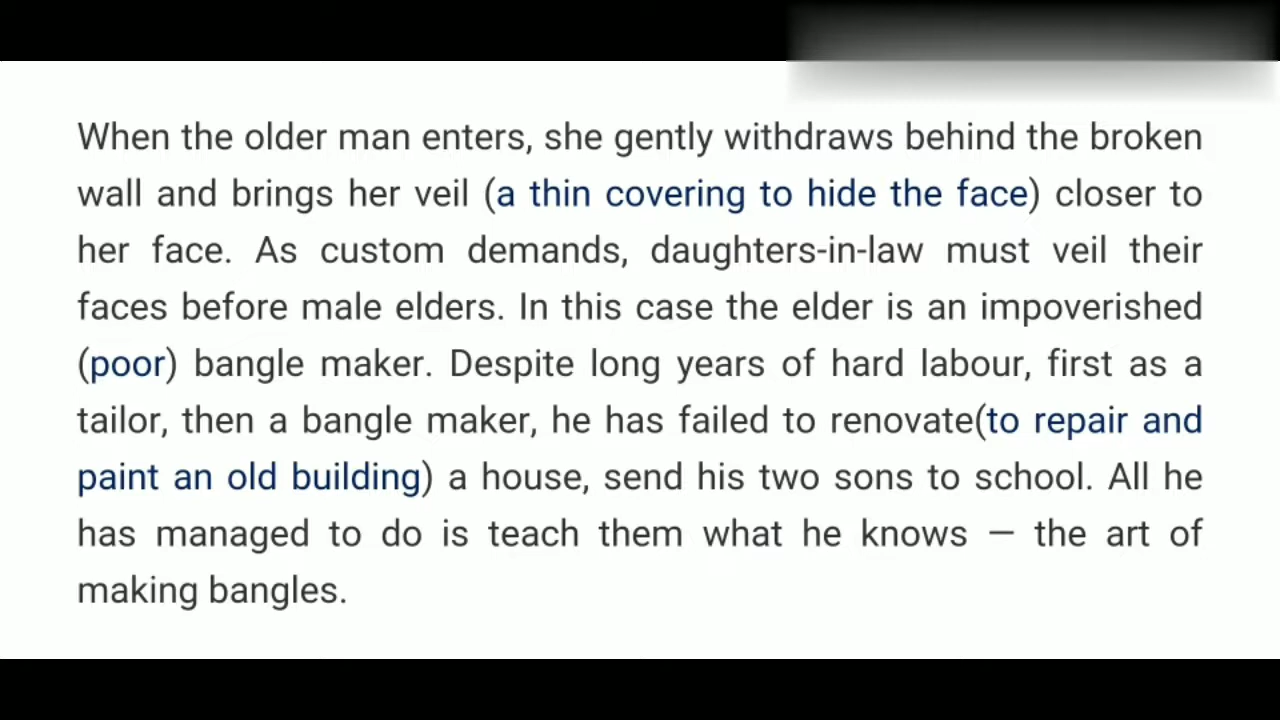 When the older man enters, she gently withdraws behind the broken
wall and brings her veil (a thin covering to hide the face) closer to
her face. As custom demands, daughters-in-law must veil their
faces before male elders. In this case the elder is an impoverished
(poor) bangle maker. Despite long years of hard labour, first as a
tailor, then a bangle maker, he has failed to renovate(to repair and
paint an old building) a house, send his two sons to school. All he
has managed to do is teach them what he knows — the art of
making bangles.